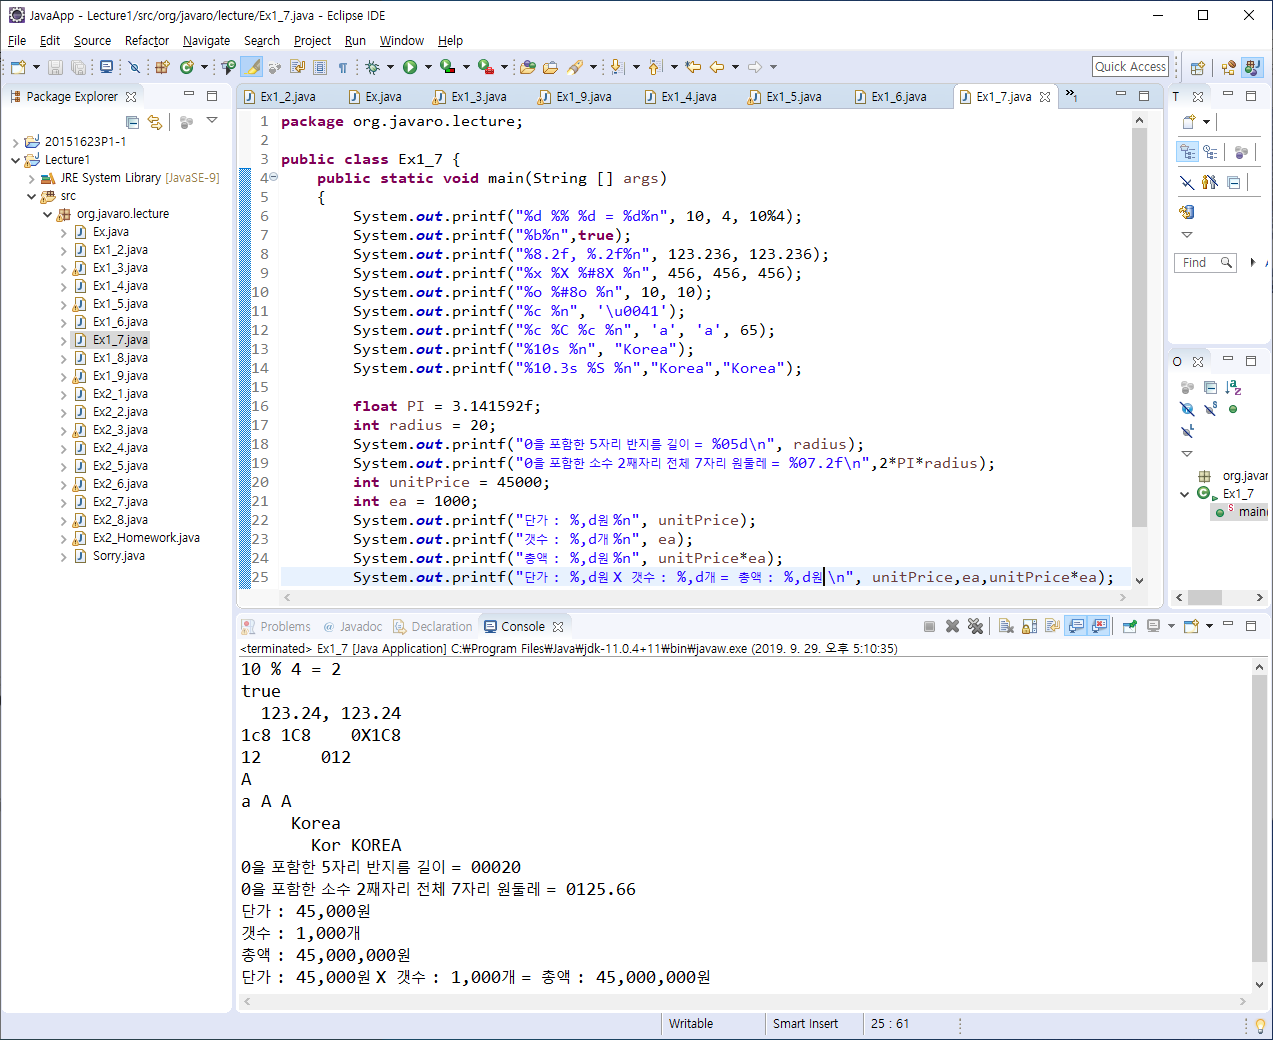 JavaApp - Lecture1/src/org/javaro/lecture/Ex1_7.java - Eclipse IDE
File Edit Source Refactor Navigate Search Project Run Window Help
Quick Access
Package Explorer
20151623P1-1
Lecture1
JRE System Library [JavaSE-9]
src
org.javaro.lecture
Ex.java
Ex1_2.java
Ex1_3.java
Ex1_4.java
Ex1_5.java
Ex1_6.java
Ex1_7.java
Ex1_8.java
Ex1_9.java
Ex2_1.java
Ex2_2.java
Ex2_3.java
Ex2_4.java
Ex2_5.java
Ex2_6.java
Ex2_7.java
Ex2_8.java
Ex2_Homework.java
Sorry.java
Ex1_2.java Ex.java Ex1_3.java Ex1_9.java Ex1_4.java Ex1_5.java Ex1_6.java Ex1_7.java »1
1 package org.javaro.lecture;
2
3 public class Ex1_7 {
4 public static void main(String [] args)
5 {
6 System.out.printf("%d %% %d = %d%n", 10, 4, 10%4);
7 System.out.printf("%b%n",true);
8 System.out.printf("%8.2f, %.2f%n", 123.236, 123.236);
9 System.out.printf("%x %X %#8X %n", 456, 456, 456);
10 System.out.printf("%o %#8o %n", 10, 10);
11 System.out.printf("%c %n", '\u0041');
12 System.out.printf("%c %C %c %n", 'a', 'a', 65);
13 System.out.printf("%10s %n", "Korea");
14 System.out.printf("%10.3s %S %n","Korea","Korea");
15
16 float PI = 3.141592f;
17 int radius = 20;
18 System.out.printf("0을 포함한 5자리 반지름 길이 = %05d\n", radius);
19 System.out.printf("0을 포함한 소수 2째자리 전체 7자리 원둘레 = %07.2f\n",2*PI*radius);
20 int unitPrice = 45000;
21 int ea = 1000;
22 System.out.printf("단가 : %,d원 %n", unitPrice);
23 System.out.printf("갯수 : %,d개 %n", ea);
24 System.out.printf("총액 : %,d원 %n", unitPrice*ea);
25 System.out.printf("단가 : %,d원 X 갯수 : %,d개 = 총액 : %,d원 \n", unitPrice,ea,unitPrice*ea);
T
Find
O
org.javar
Ex1_7
main(
Problems @ Javadoc Declaration Console
<terminated> Ex1_7 [Java Application] C:₩Program Files₩Java₩jdk-11.0.4+11₩bin₩javaw.exe (2019. 9. 29. 오후 5:10:35)
10 % 4 = 2
true
123.24, 123.24
1c8 1C8 0X1C8
12 012
A
a A A
Korea
Kor KOREA
0을 포함한 5자리 반지름 길이 = 00020
0을 포함한 소수 2째자리 전체 7자리 원둘레 = 0125.66
단가 : 45,000원
갯수 : 1,000개
총액 : 45,000,000원
단가 : 45,000원 X 갯수 : 1,000개 = 총액 : 45,000,000원
Writable Smart Insert 25 : 61